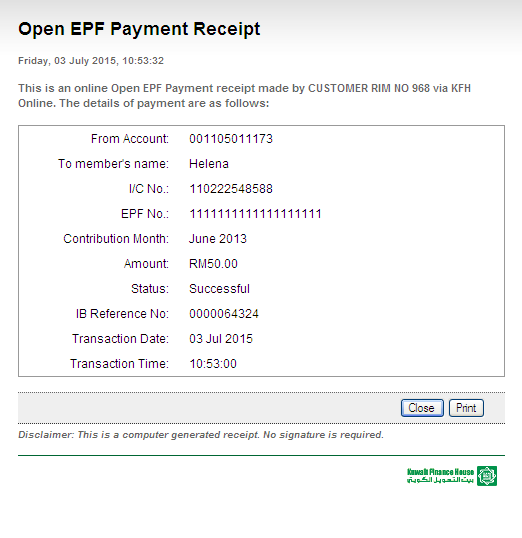 Open EPF Payment Receipt
Friday, 03 July 2015, 10:53:32
This is an online Open EPF Payment receipt made by CUSTOMER RIM NO 968 via KFH
Online. The details of payment are as follows:
From Account: 001105011173
To member's name: Helena
I/C No.: 110222548588
EPF No.: 1111111111111111111
Contribution Month: June 2013
Amount: RM50.00
Status: Successful
IB Reference No: 0000064324
Transaction Date: 03 Jul 2015
Transaction Time: 10:53:00
Close Print
Disclaimer: This is a computer generated receipt. No signature is required.
Kuwait Finance House
بيت التمويل الكويتي